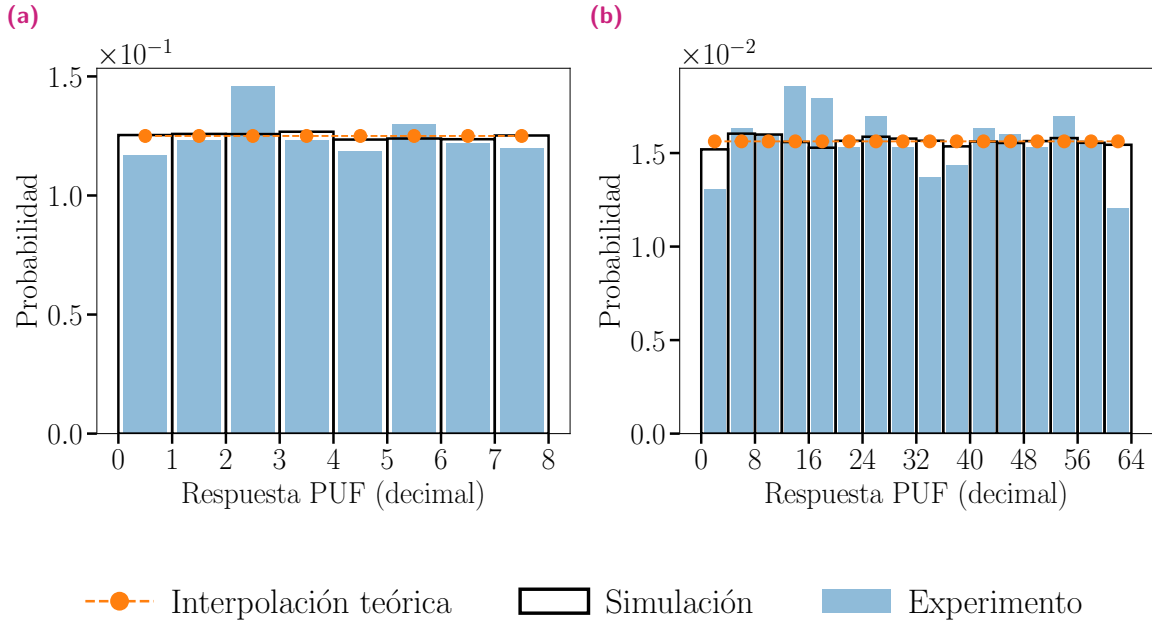 (a)
(b)
×10⁻¹
×10⁻²
1.5
1.0
0.5
0.0
Probabilidad
0 1 2 3 4 5 6 7 8
Respuesta PUF (decimal)
1.5
1.0
0.5
0.0
Probabilidad
0 8 16 24 32 40 48 56 64
Respuesta PUF (decimal)
Interpolación teórica Simulación Experimento